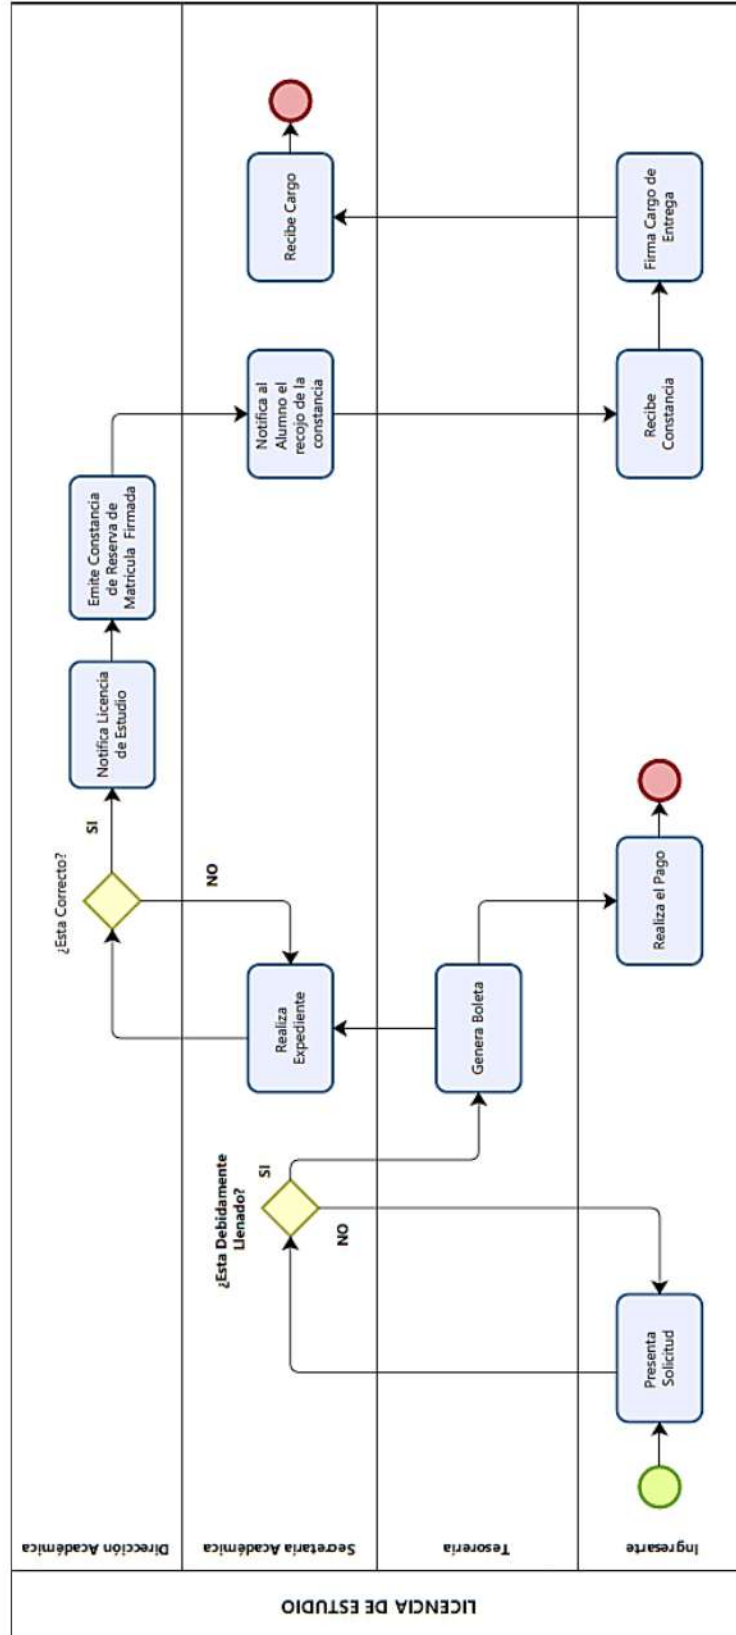 LICENCIA DE ESTUDIO
Dirección Académica
¿Esta Correcto?
SI
NO
Notifica Licencia
de Estudio
Emite Constancia
de Reserva de
Matrícula Firmada
Secretaria Académica
¿Esta Debidamente
Llenado?
SI
NO
Realiza
Expediente
Notifica al
Alumno el
recojo de la
constancia
Recibe Cargo
Tesorería
Genera Boleta
Ingresarte
Presenta
Solicitud
Realiza el Pago
Recibe
Constancia
Firma Cargo de
Entrega